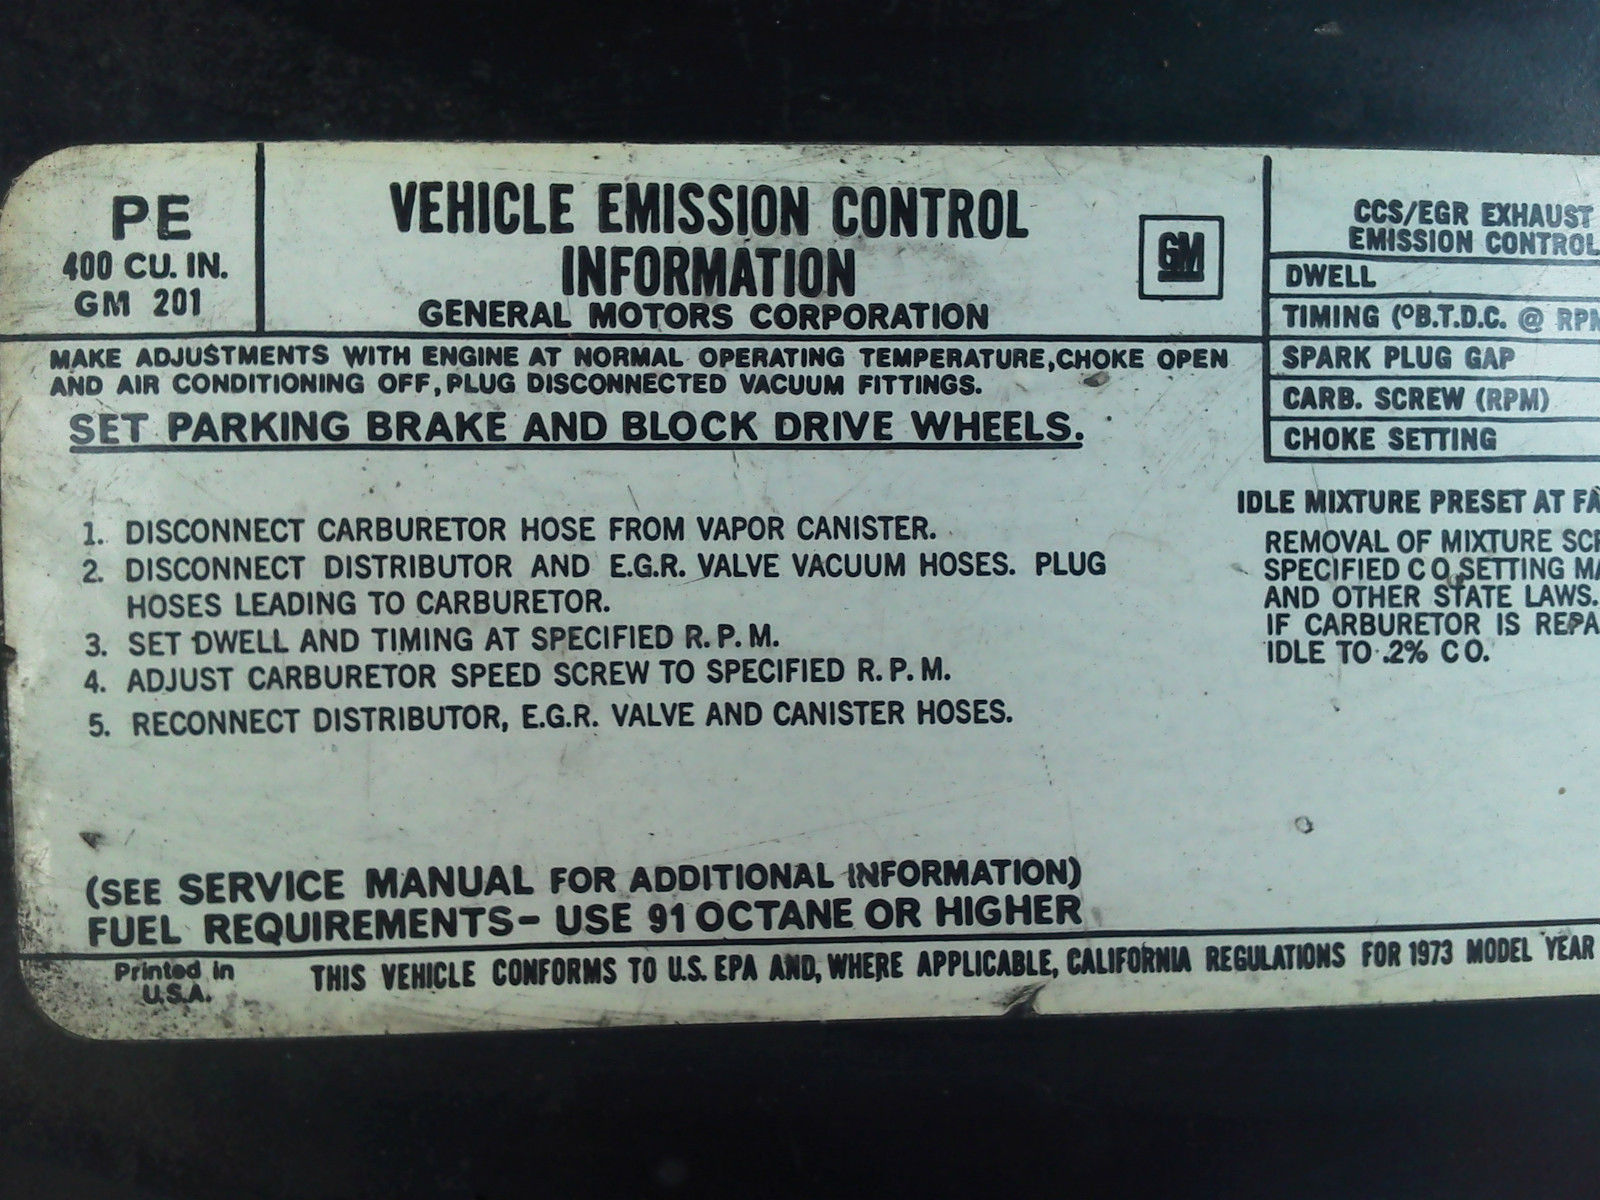 PE
400 CU. IN.
GM 201
VEHICLE EMISSION CONTROL
INFORMATION
GENERAL MOTORS CORPORATION
GM
CCS/EGR EXHAUST
EMISSION CONTROL
DWELL
TIMING (°B.T.D.C. @ RPM
SPARK PLUG GAP
CARB. SCREW (RPM)
CHOKE SETTING
MAKE ADJUSTMENTS WITH ENGINE AT NORMAL OPERATING TEMPERATURE,CHOKE OPEN
AND AIR CONDITIONING OFF,PLUG DISCONNECTED VACUUM FITTINGS.
SET PARKING BRAKE AND BLOCK DRIVE WHEELS.
1. DISCONNECT CARBURETOR HOSE FROM VAPOR CANISTER.
2. DISCONNECT DISTRIBUTOR AND E.G.R. VALVE VACUUM HOSES. PLUG
HOSES LEADING TO CARBURETOR.
3. SET DWELL AND TIMING AT SPECIFIED R.P.M.
4. ADJUST CARBURETOR SPEED SCREW TO SPECIFIED R.P.M.
5. RECONNECT DISTRIBUTOR, E.G.R. VALVE AND CANISTER HOSES.
IDLE MIXTURE PRESET AT
REMOVAL OF MIXTURE
SPECIFIED CO SETTING
AND OTHER STATE LAWS.
IF CARBURETOR IS
IDLE TO .2% CO.
(SEE SERVICE MANUAL FOR ADDITIONAL INFORMATION)
FUEL REQUIREMENTS- USE 91 OCTANE OR HIGHER
Printed in
U.S.A.
THIS VEHICLE CONFORMS TO U.S. EPA AND, WHERE APPLICABLE, CALIFORNIA REGULATIONS FOR 1973 MODEL YEAR